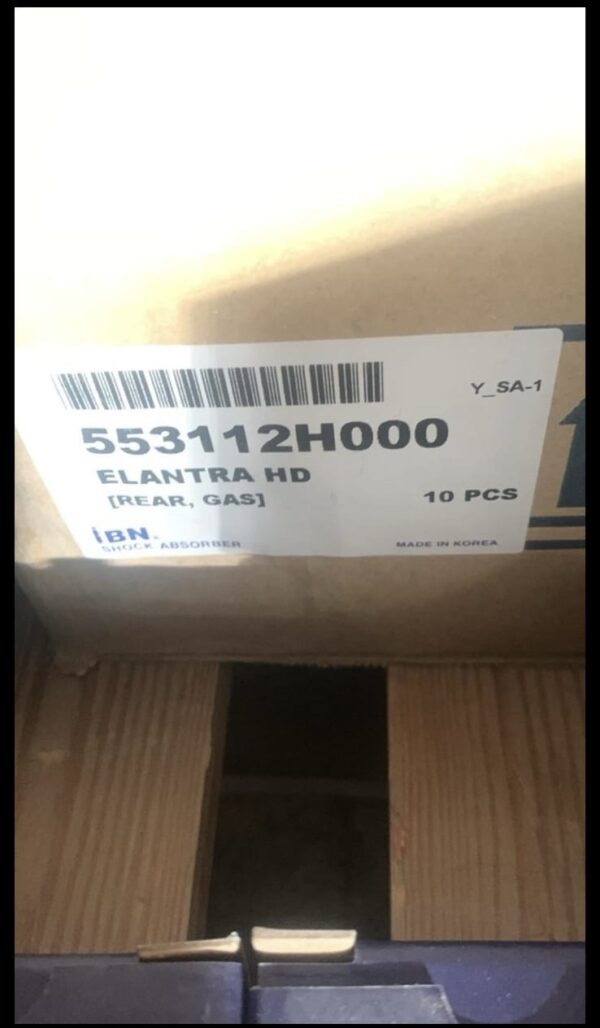 Y_SA-1
553112H000
ELANTRA HD
[REAR, GAS]
10 PCS
iBN.
SHOCK ABSORBER
MADE IN KOREA